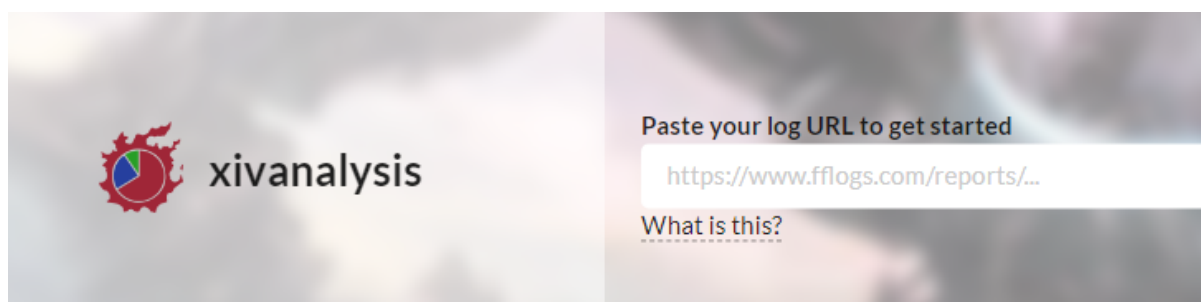 xivanalysis
Paste your log URL to get started
https://www.fflogs.com/reports/...
What is this?